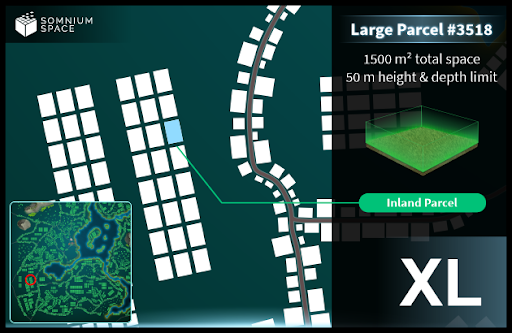 SOMNIUM
SPACE
Large Parcel #3518
1500 m² total space
50 m height & depth limit
Inland Parcel
XL